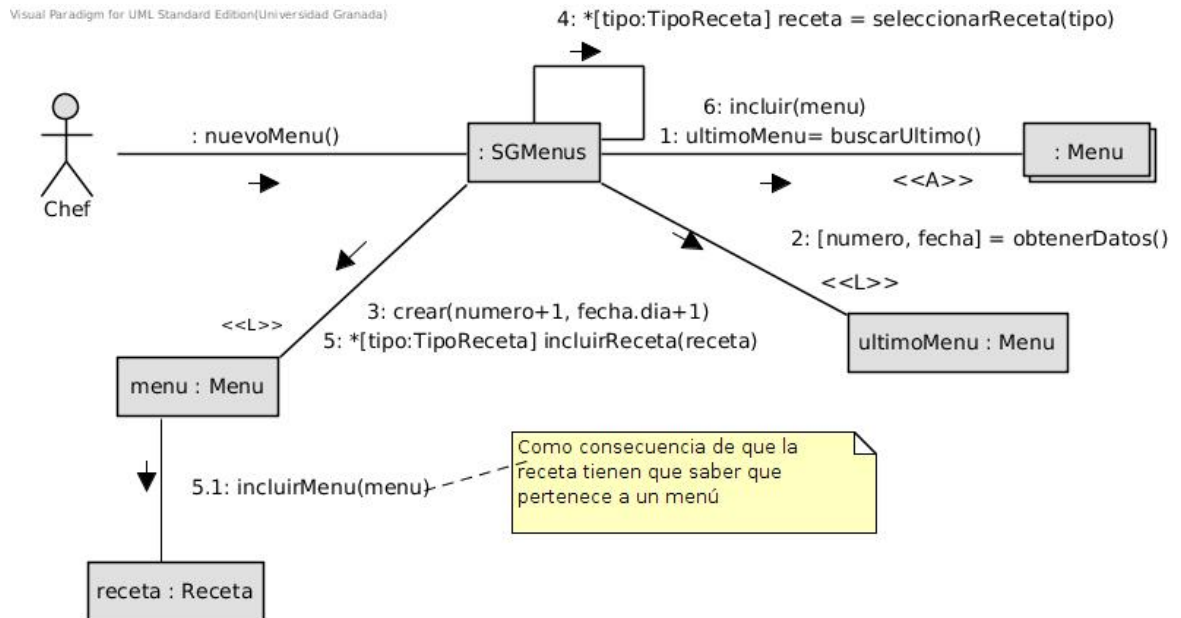 Visual Paradigm for UML Standard Edition(Universidad Granada)
4: *[tipo:TipoReceta] receta = seleccionarReceta(tipo)
6: incluir(menu)
: nuevoMenu()
1: ultimoMenu= buscarUltimo()
: SGMenus
: Menu
<<A>>
Chef
2: [numero, fecha] = obtenerDatos()
<<L>>
3: crear(numero+1, fecha.dia+1)
<<L>>
5: *[tipo:TipoReceta] incluirReceta(receta)
ultimoMenu : Menu
menu : Menu
Como consecuencia de que la
receta tienen que saber que
pertenece a un menú
5.1: incluirMenu(menu)
receta : Receta